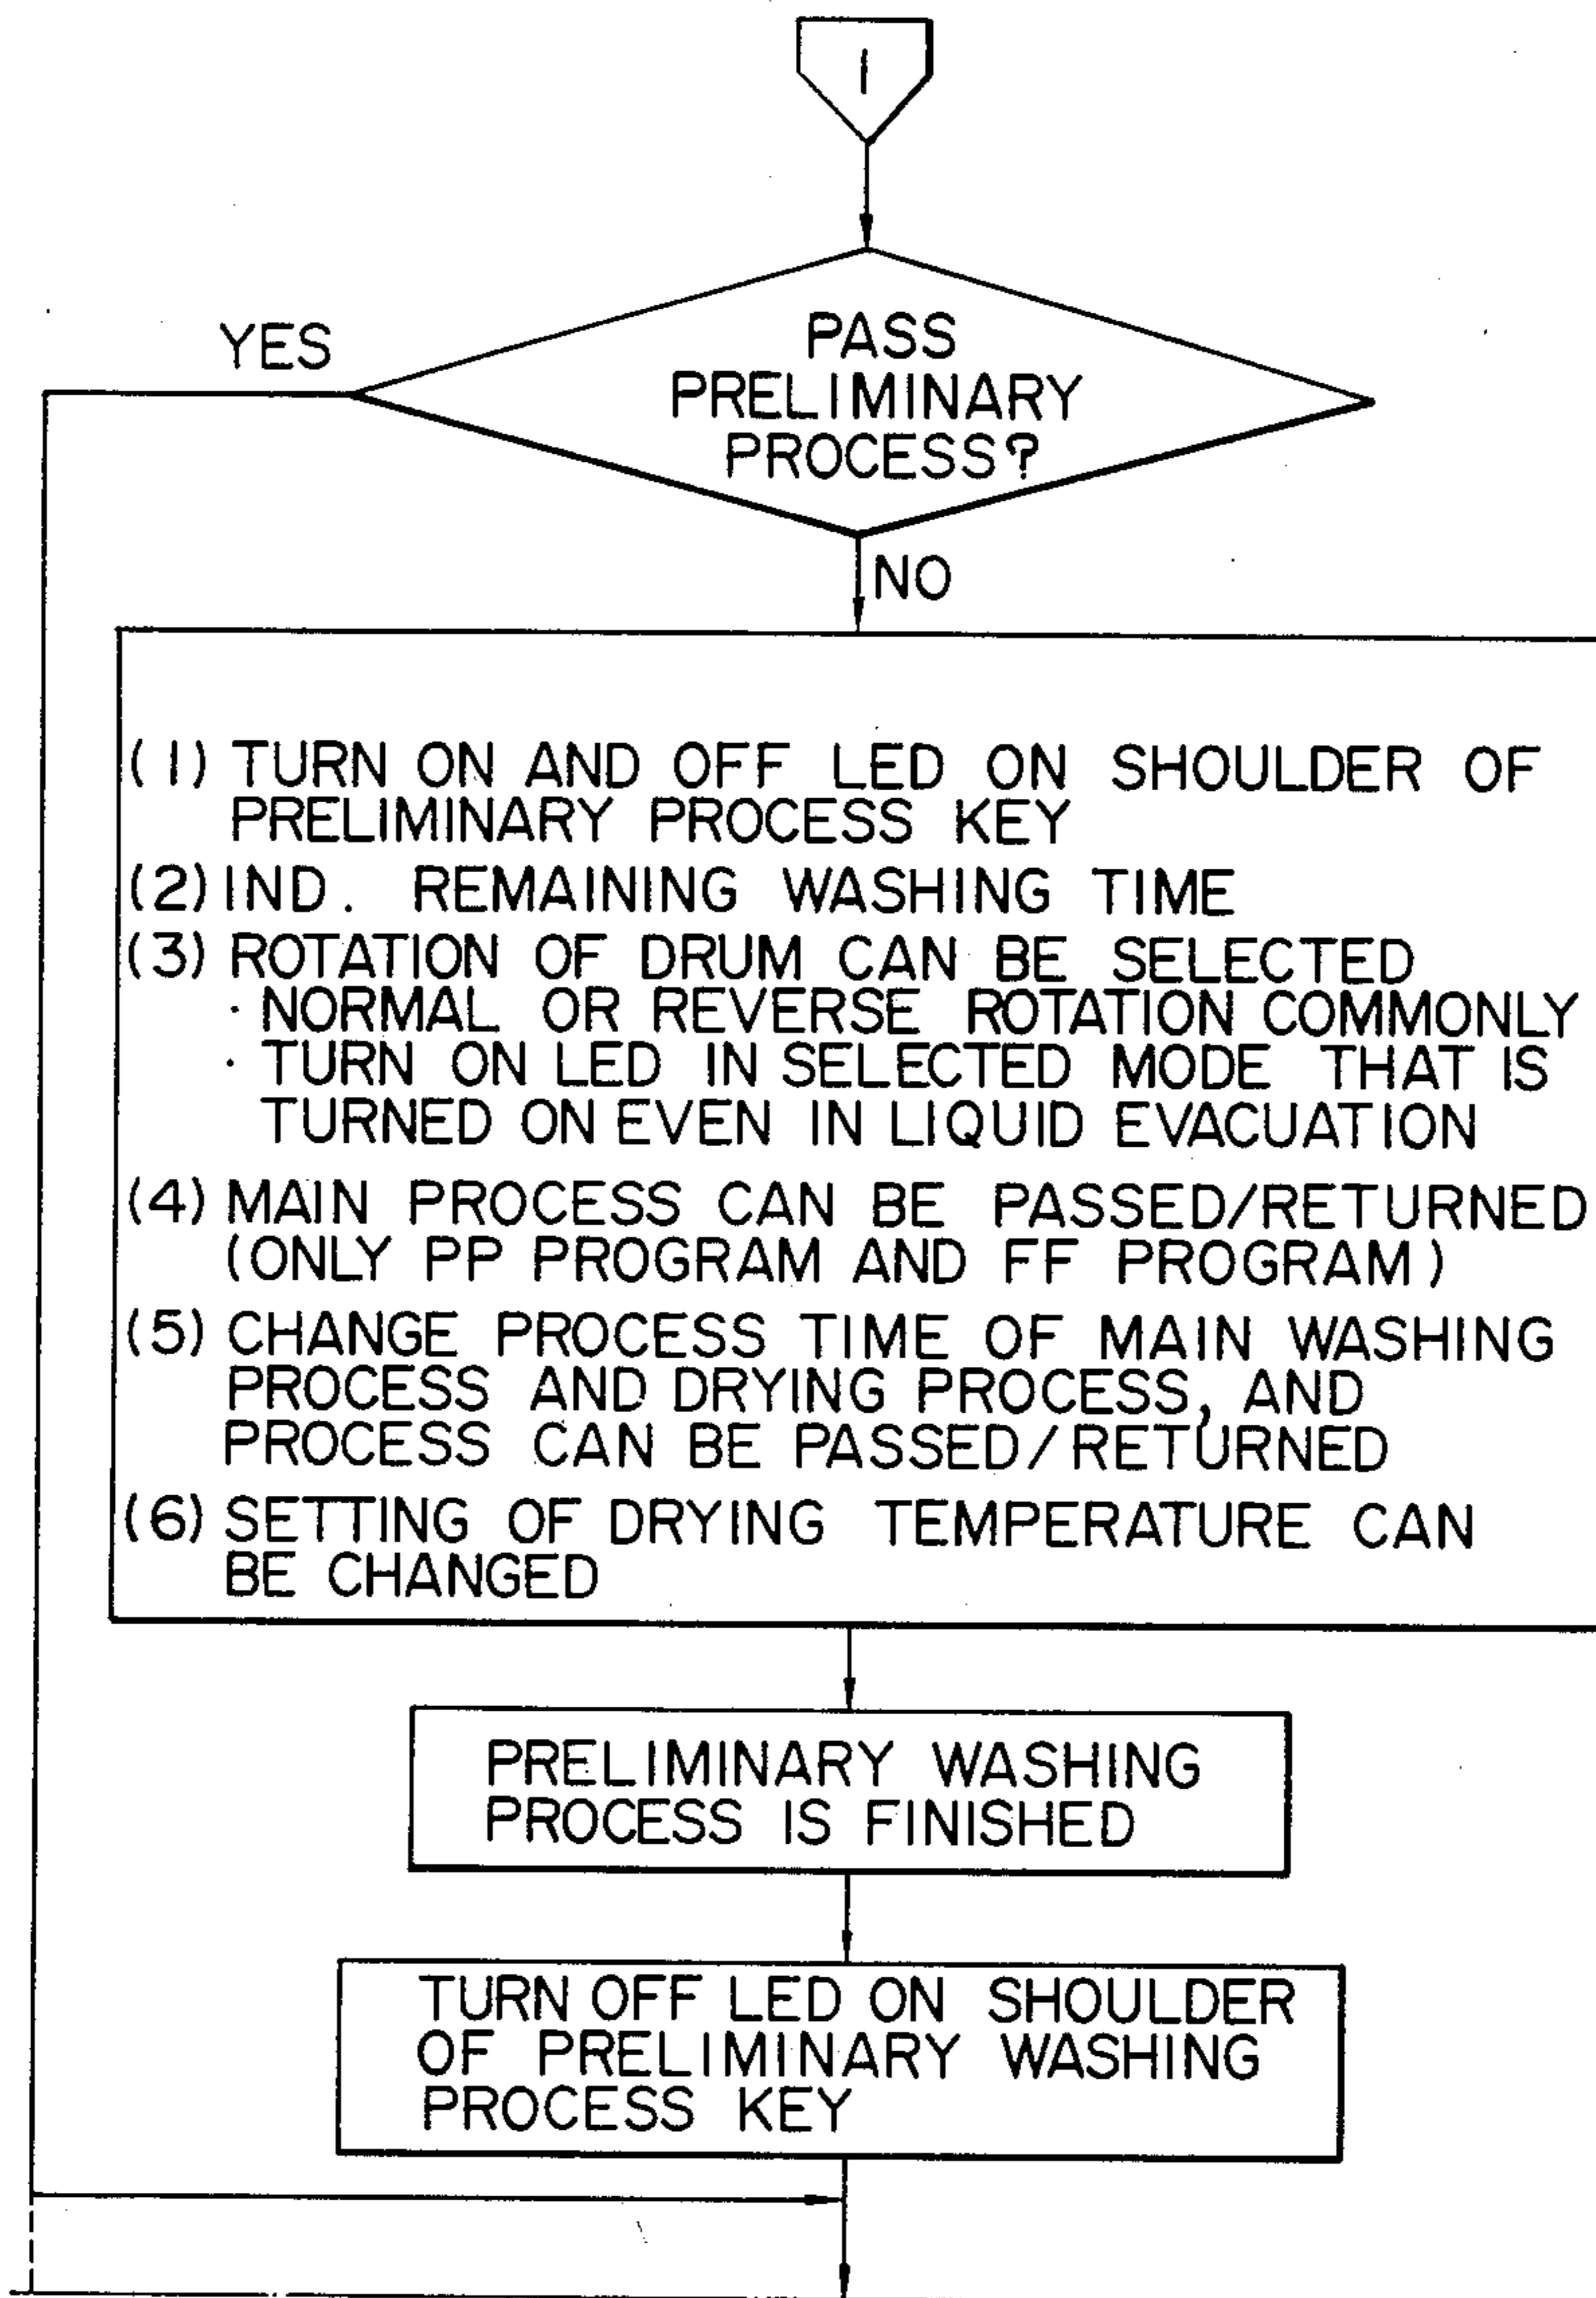 1
PASS
YES
PRELIMINARY
PROCESS?
NO
(1) TURN ON AND OFF LED ON SHOULDER OF
PRELIMINARY PROCESS KEY
(2) IND. REMAINING WASHING TIME
(3) ROTATION OF DRUM CAN BE SELECTED
· NORMAL OR REVERSE ROTATION COMMONLY
· TURN ON LED IN SELECTED MODE THAT IS
TURNED ON EVEN IN LIQUID EVACUATION
(4) MAIN PROCESS CAN BE PASSED/RETURNED
(ONLY PP PROGRAM AND FF PROGRAM)
(5) CHANGE PROCESS TIME OF MAIN WASHING
PROCESS AND DRYING PROCESS, AND
PROCESS CAN BE PASSED/RETURNED
(6) SETTING OF DRYING TEMPERATURE CAN
BE CHANGED
PRELIMINARY WASHING
PROCESS IS FINISHED
TURN OFF LED ON SHOULDER
OF PRELIMINARY WASHING
PROCESS KEY